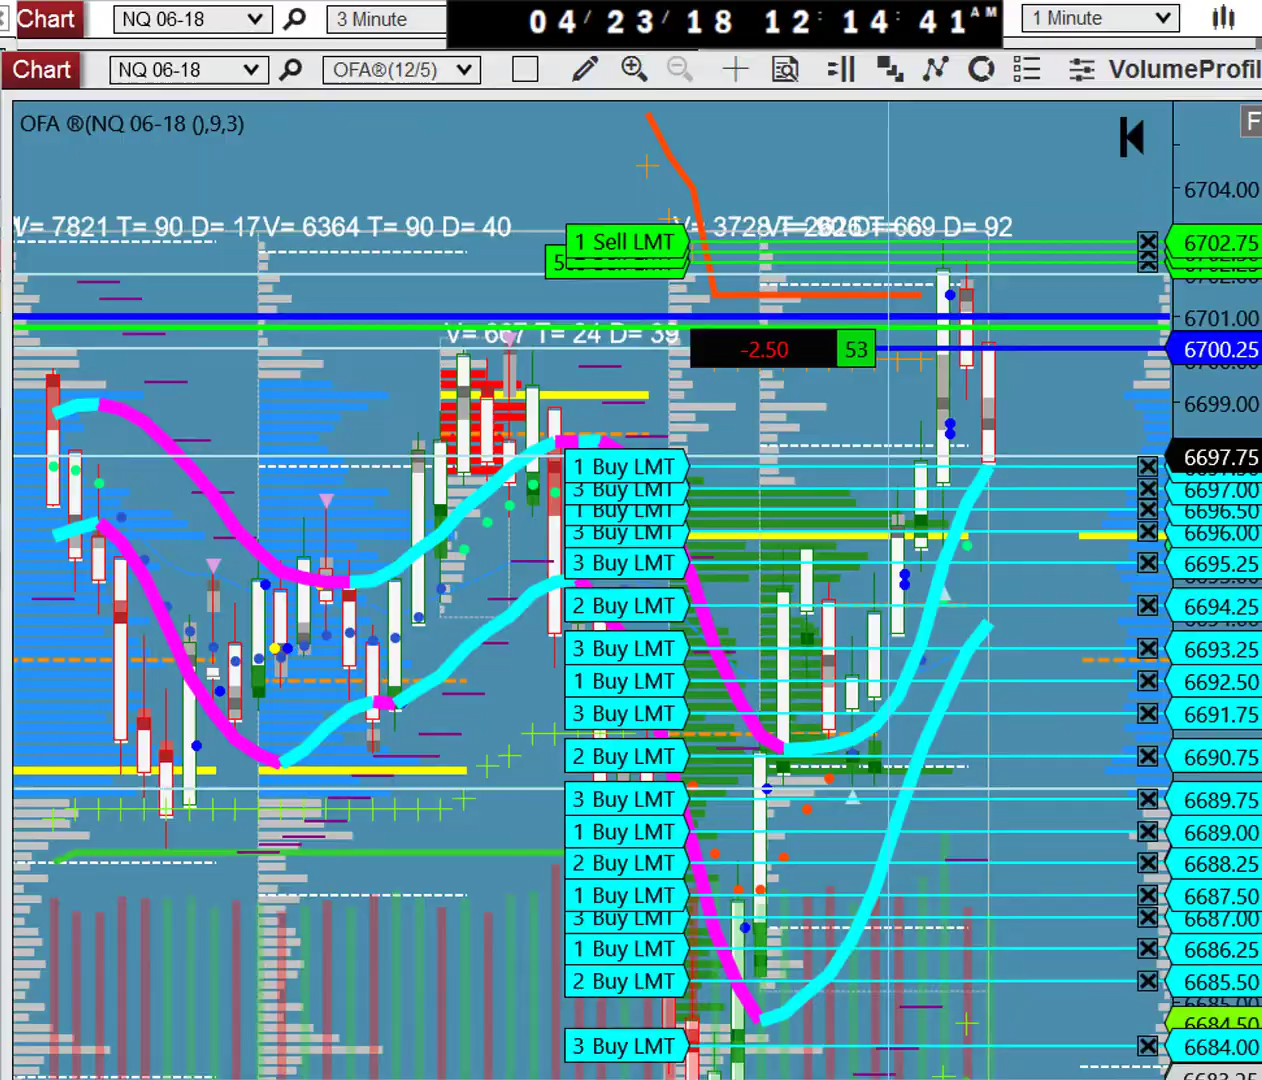 Chart NQ 06-18 3 Minute 04/ 23/ 18 12: 14: 41 AM 1 Minute
Chart NQ 06-18 OFA®(12/5) VolumeProfil
OFA ®(NQ 06-18 (),9,3) F
6704.00
V= 7821 T= 90 D= 17 V= 6364 T= 90 D= 40 V= 3728 D= 92
1 Sell LMT 6702.75
5
6701.00
V= 667 T= 24 D= 39
-2.50 53 6700.25
6699.00
6697.75
1 Buy LMT
3 Buy LMT 6697.00
1 Buy LMT 6696.50
3 Buy LMT 6696.00
3 Buy LMT 6695.25
2 Buy LMT 6694.25
3 Buy LMT 6693.25
1 Buy LMT 6692.50
3 Buy LMT 6691.75
2 Buy LMT 6690.75
3 Buy LMT 6689.75
1 Buy LMT 6689.00
2 Buy LMT 6688.25
1 Buy LMT 6687.50
3 Buy LMT 6687.00
1 Buy LMT 6686.25
2 Buy LMT 6685.50
6684.50
3 Buy LMT 6684.00
6683.25